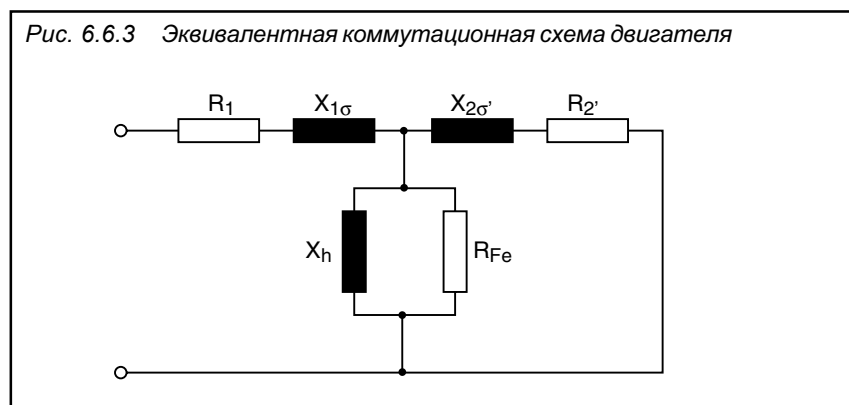 Рис. 6.6.3 Эквивалентная коммутационная схема двигателя
R1 X1σ X2σ’ R2’
Xh RFe